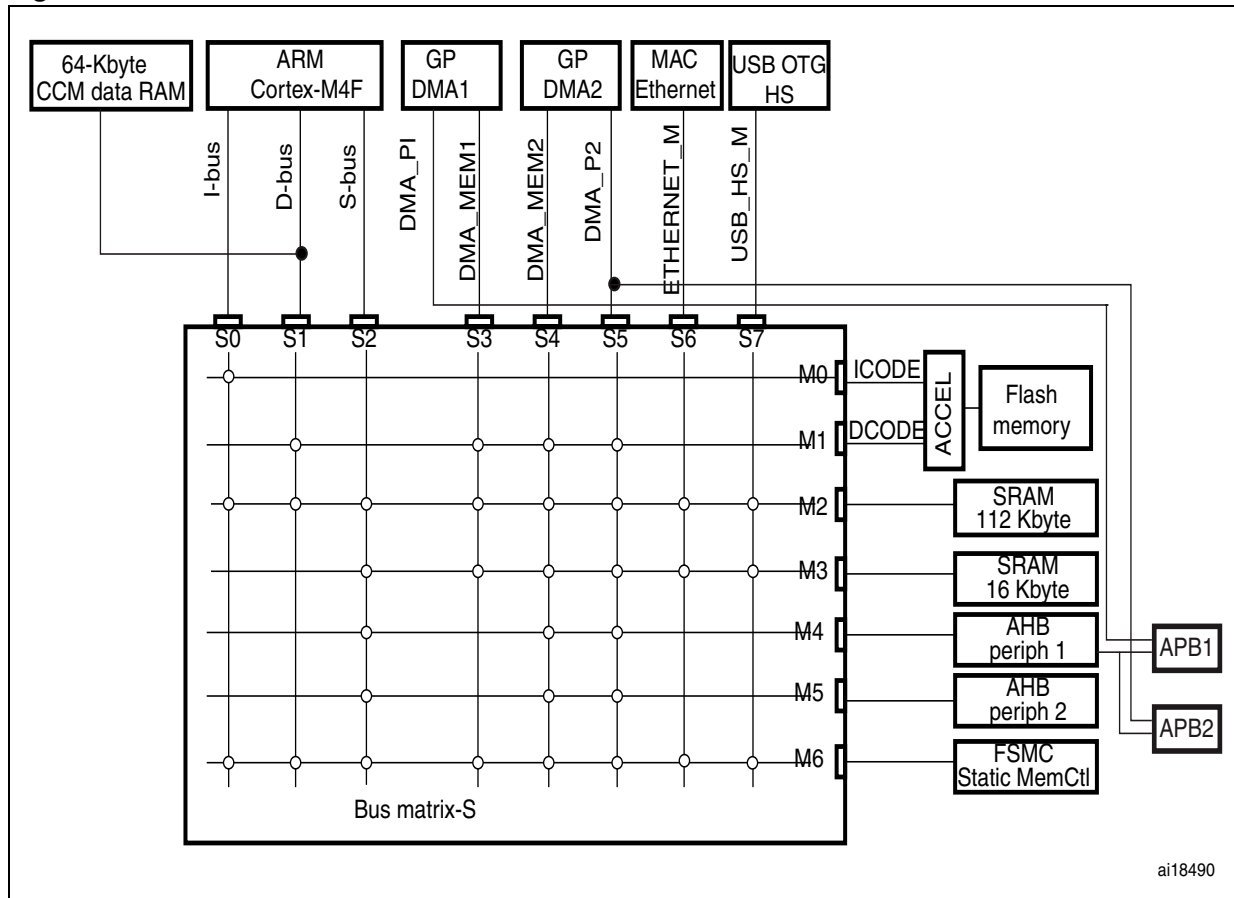 64-Kbyte
CCM data RAM
ARM
Cortex-M4F
GP
DMA1
GP
DMA2
MAC
Ethernet
USB OTG
HS
I-bus
D-bus
S-bus
DMA_PI
DMA_MEM1
DMA_MEM2
DMA_P2
ETHERNET_M
USB_HS_M
S0 S1 S2 S3 S4 S5 S6 S7
M0
ICODE
M1
DCODE
ACCEL
Flash
memory
M2
SRAM
112 Kbyte
M3
SRAM
16 Kbyte
M4
AHB
periph 1
APB1
M5
AHB
periph 2
APB2
M6
FSMC
Static MemCtl
Bus matrix-S
ai18490